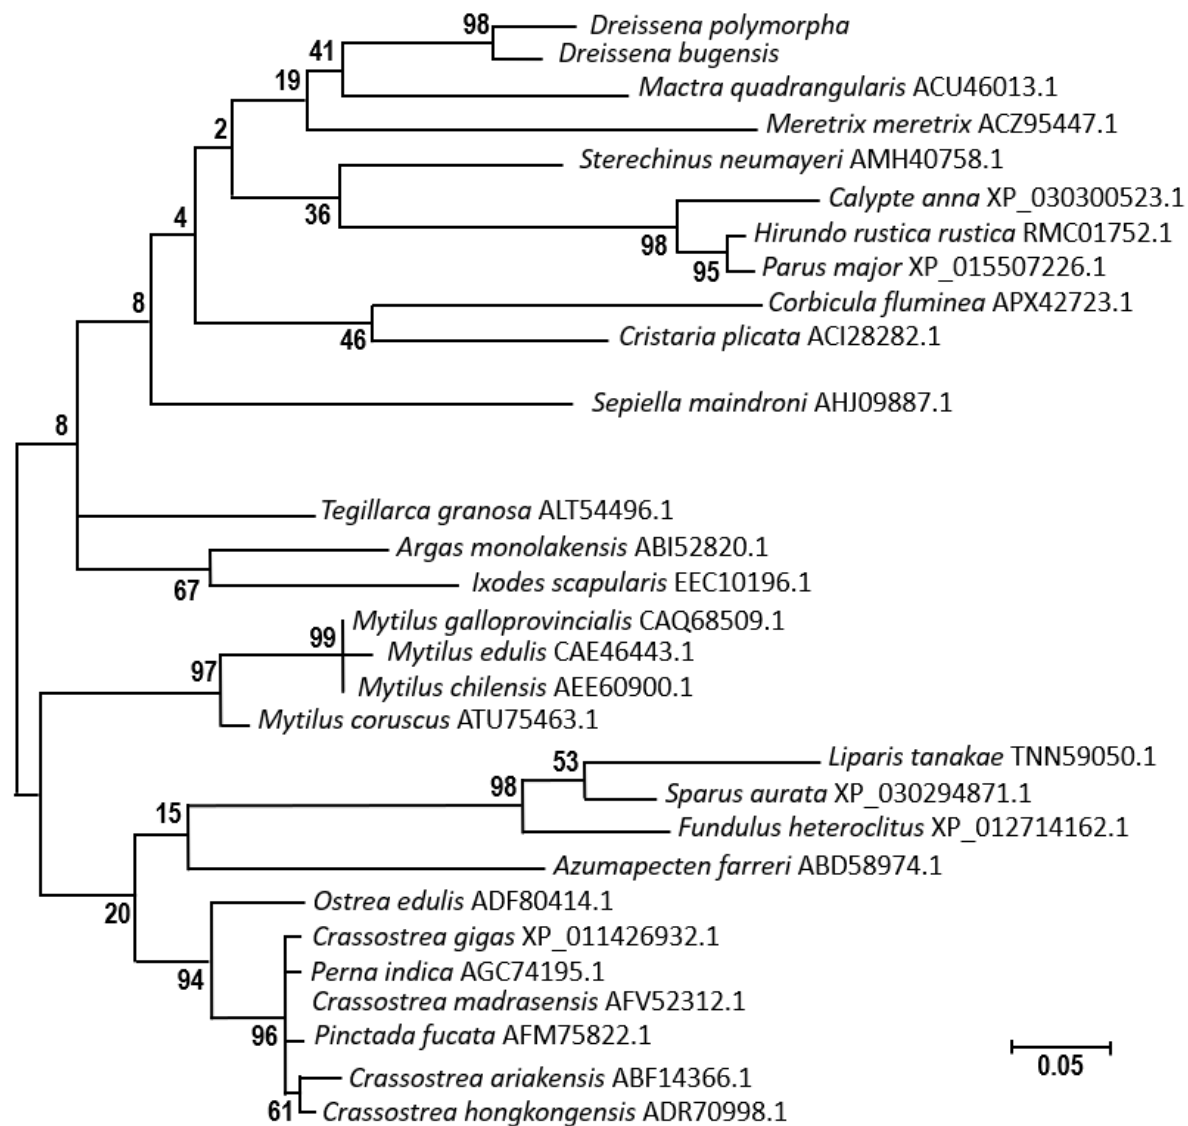 98
Dreissena polymorpha
Dreissena bugensis
41
Mactra quadrangularis ACU46013.1
19
Meretrix meretrix ACZ95447.1
2
Sterechinus neumayeri AMH40758.1
36
Calypte anna XP_030300523.1
98
Hirundo rustica rustica RMC01752.1
95
Parus major XP_015507226.1
4
Corbicula fluminea APX42723.1
46
Cristaria plicata ACI28282.1
8
Sepiella maindroni AHJ09887.1
8
Tegillarca granosa ALT54496.1
Argas monolakensis ABI52820.1
67
Ixodes scapularis EEC10196.1
Mytilus galloprovincialis CAQ68509.1
99
Mytilus edulis CAE46443.1
97
Mytilus chilensis AEE60900.1
Mytilus coruscus ATU75463.1
53
Liparis tanakae TNN59050.1
98
Sparus aurata XP_030294871.1
15
Fundulus heteroclitus XP_012714162.1
Azumapecten farreri ABD58974.1
20
Ostrea edulis ADF80414.1
Crassostrea gigas XP_011426932.1
94
Perna indica AGC74195.1
Crassostrea madrasensis AFV52312.1
96
Pinctada fucata AFM75822.1
0.05
Crassostrea ariakensis ABF14366.1
61
Crassostrea hongkongensis ADR70998.1